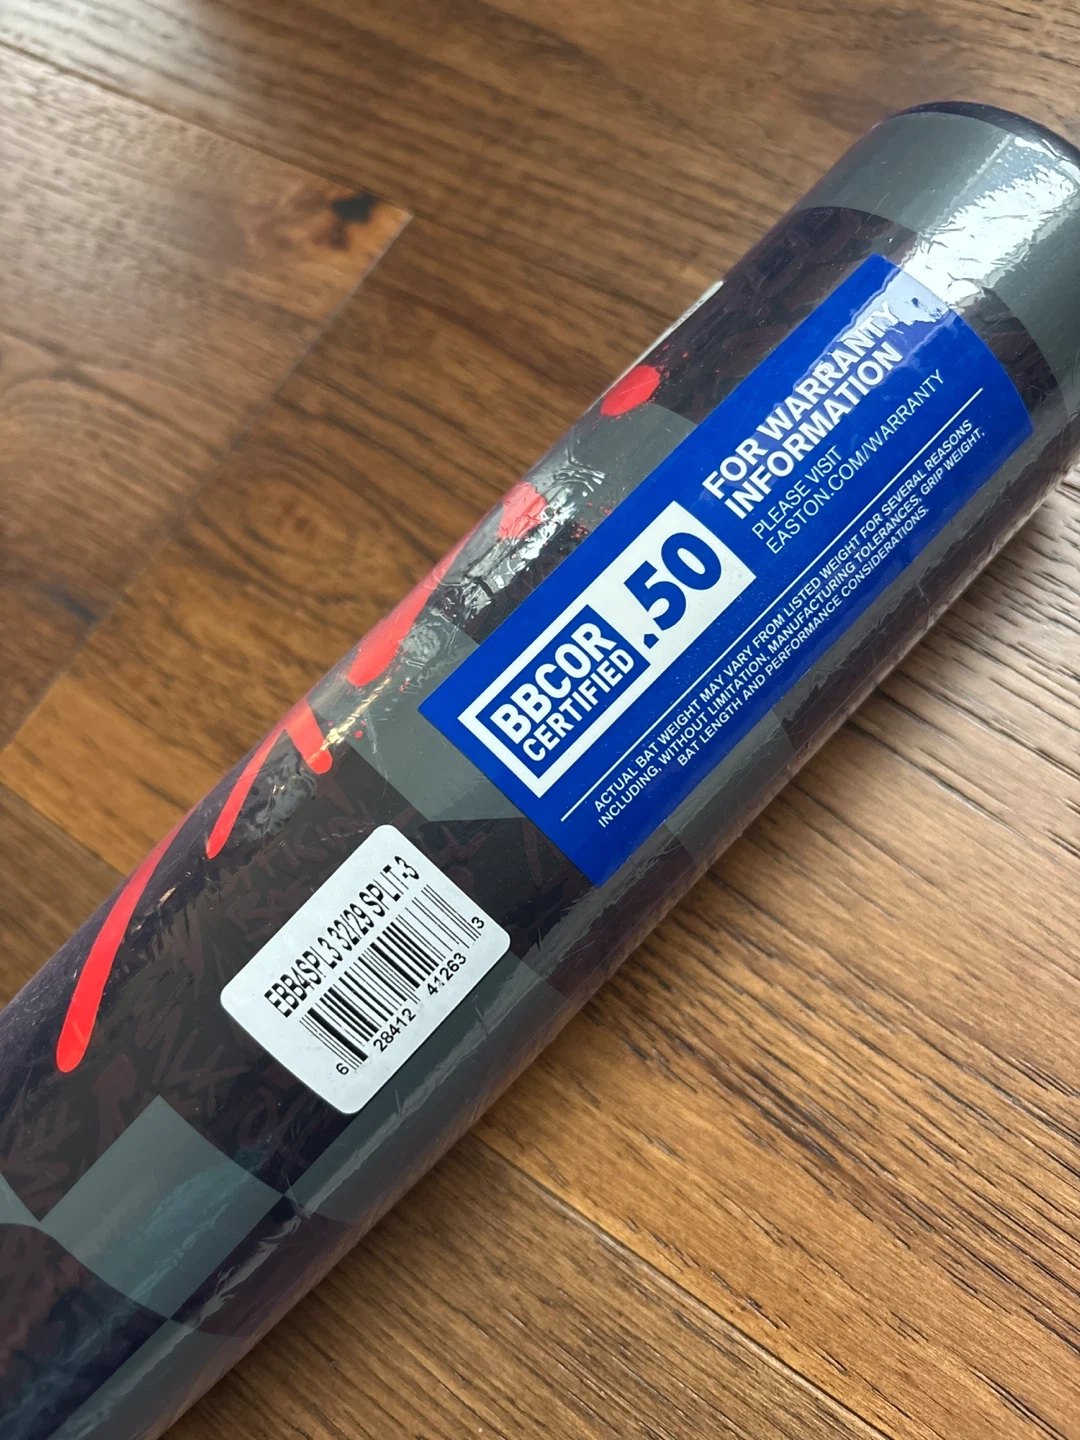 FOR WARRANTY
INFORMATION
PLEASE VISIT
EASTON.COM/WARRANTY
BBCOR
CERTIFIED
.50
ACTUAL BAT WEIGHT MAY VARY FROM LISTED WEIGHT FOR SEVERAL REASONS
INCLUDING, WITHOUT LIMITATION, MANUFACTURING TOLERANCES, GRIP WEIGHT,
BAT LENGTH AND PERFORMANCE CONSIDERATIONS.
EBB4SPL3 32/29 SPLIT -3
6 28412 41263 3